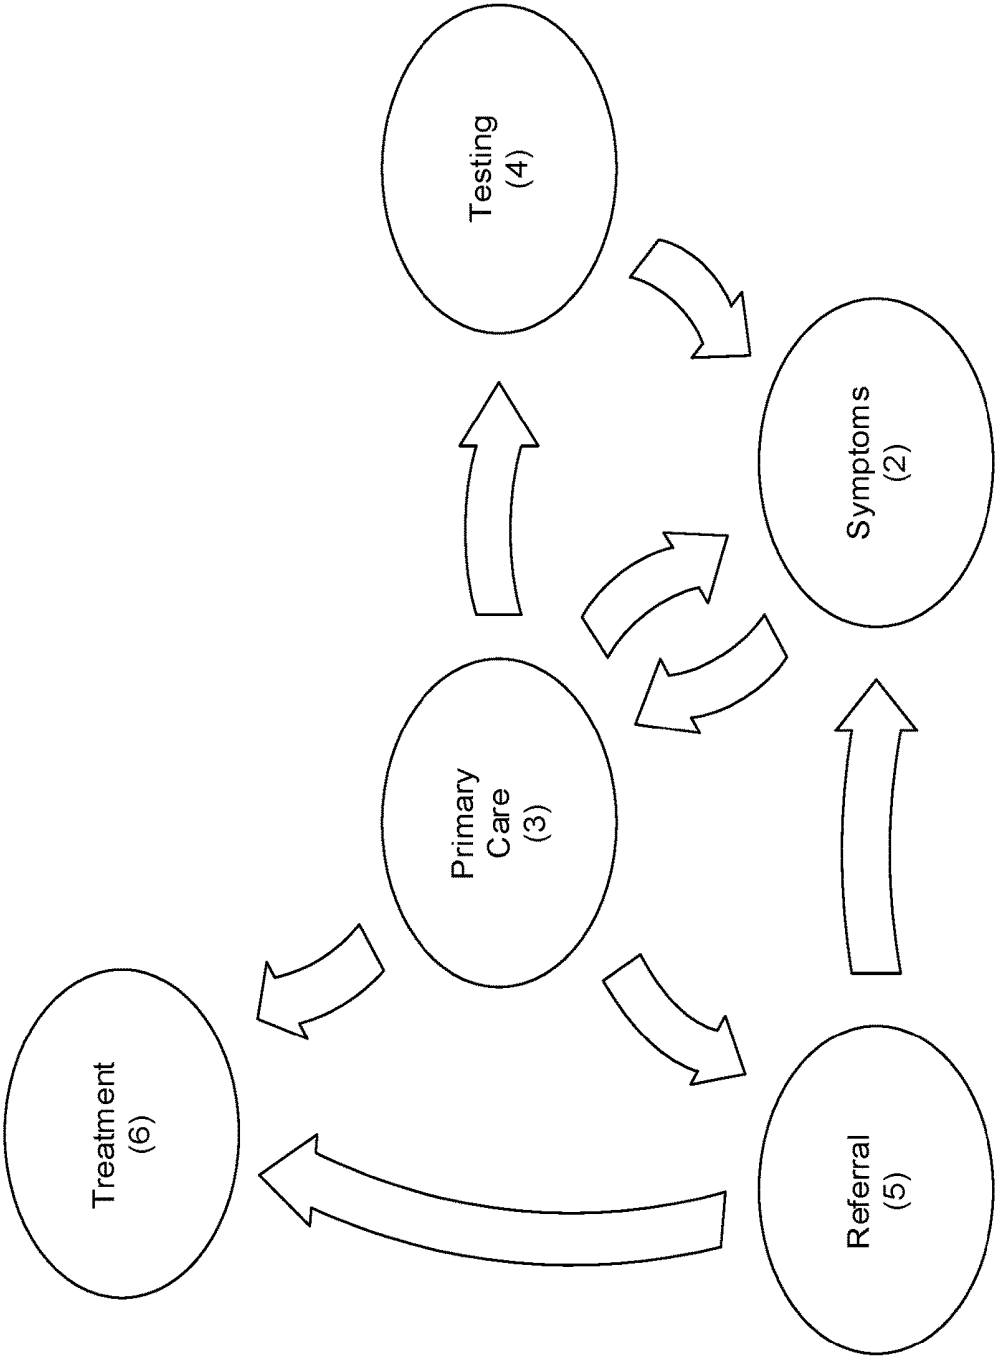 Testing
(4)
Symptoms
(2)
Primary
Care
(3)
Treatment
(6)
Referral
(5)